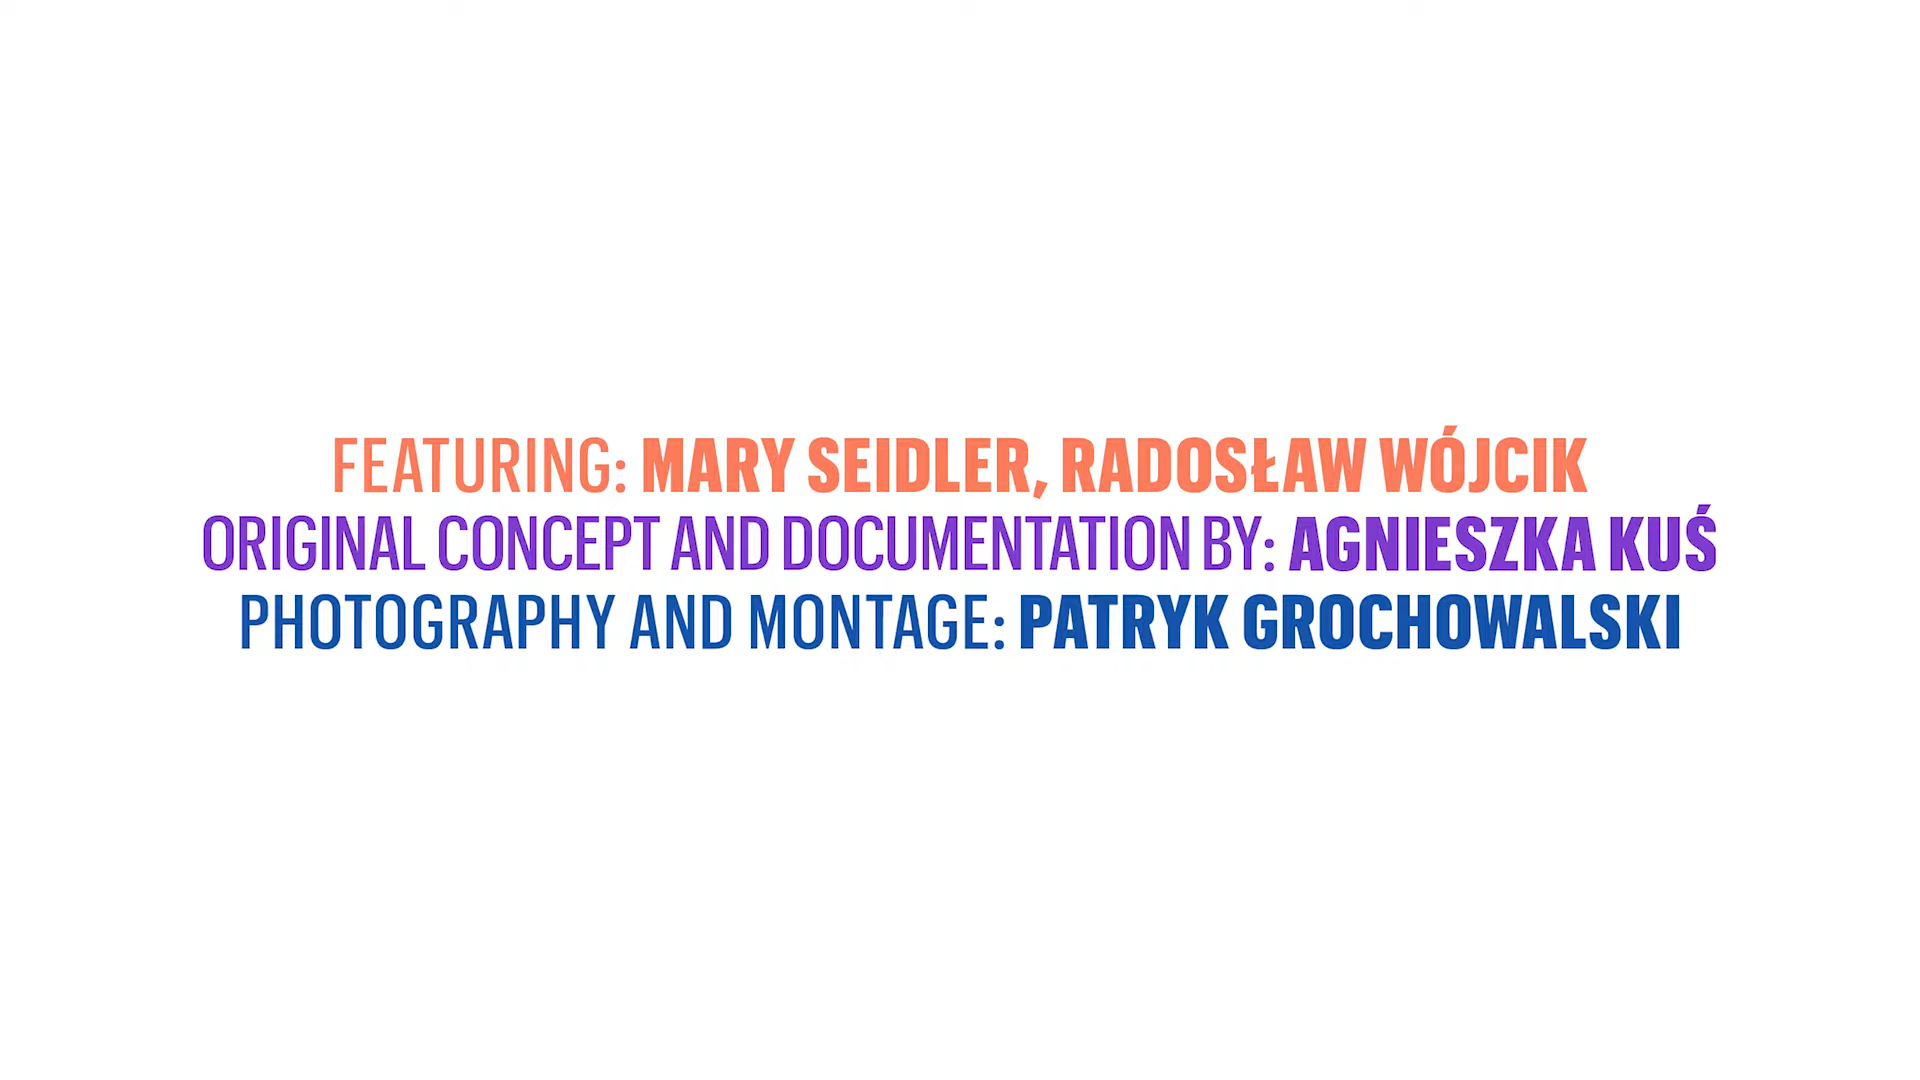 FEATURING: MARY SEIDLER, RADOSŁAW WÓJCIK
ORIGINAL CONCEPT AND DOCUMENTATION BY: AGNIESZKA KUŚ
PHOTOGRAPHY AND MONTAGE: PATRYK GROCHOWALSKI